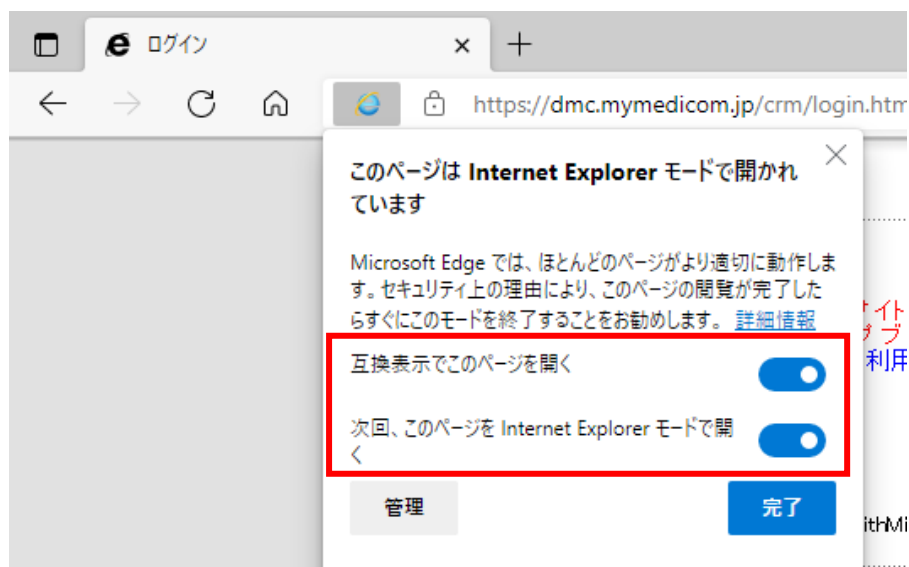 ログイン
https://dmc.mymedicom.jp/crm/login.htm
このページは Internet Explorer モードで開かれ
ています
Microsoft Edge では、ほとんどのページがより適切に動作しま
す。セキュリティ上の理由により、このページの閲覧が完了した
らすぐにこのモードを終了することをお勧めします。 詳細情報
イト
ブ ブ
利用
互換表示でこのページを開く
次回、このページを Internet Explorer モードで開
く
管理
完了
ithMi